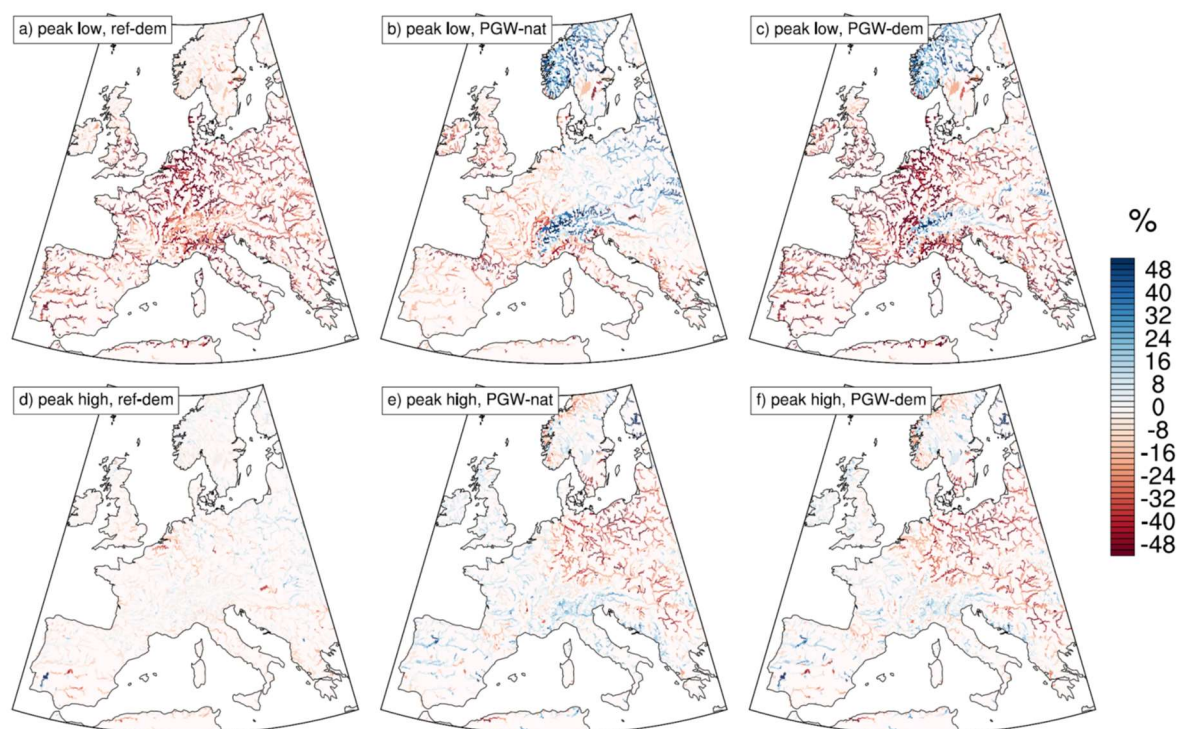 a) peak low, ref-dem
b) peak low, PGW-nat
c) peak low, PGW-dem
%
48
40
32
24
16
8
0
-8
-16
-24
-32
-40
-48
d) peak high, ref-dem
e) peak high, PGW-nat
f) peak high, PGW-dem